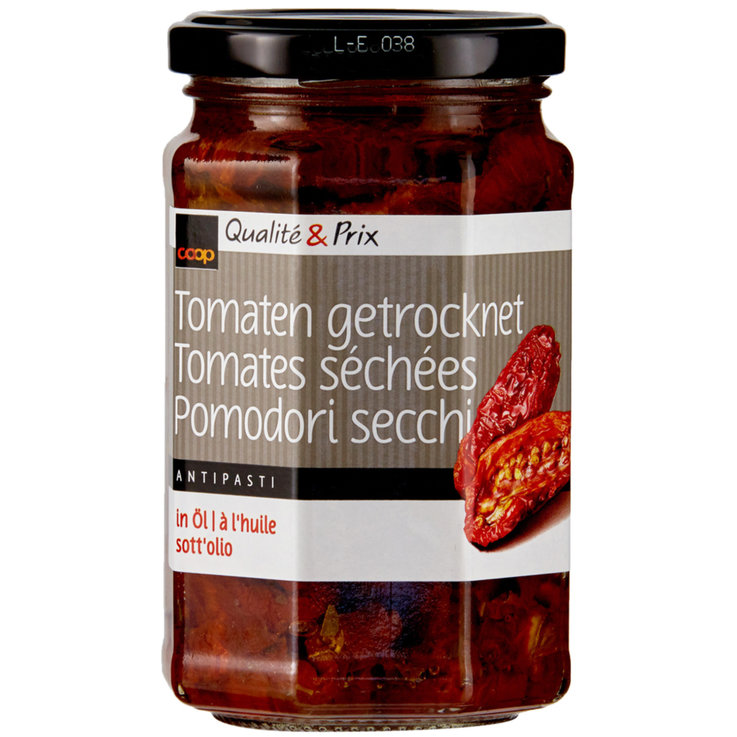 L-E 038
coop
Qualité & Prix
Tomaten getrocknet
Tomates séchées
Pomodori secchi
ANTIPASTI
in Öl | à l'huile
sott'olio